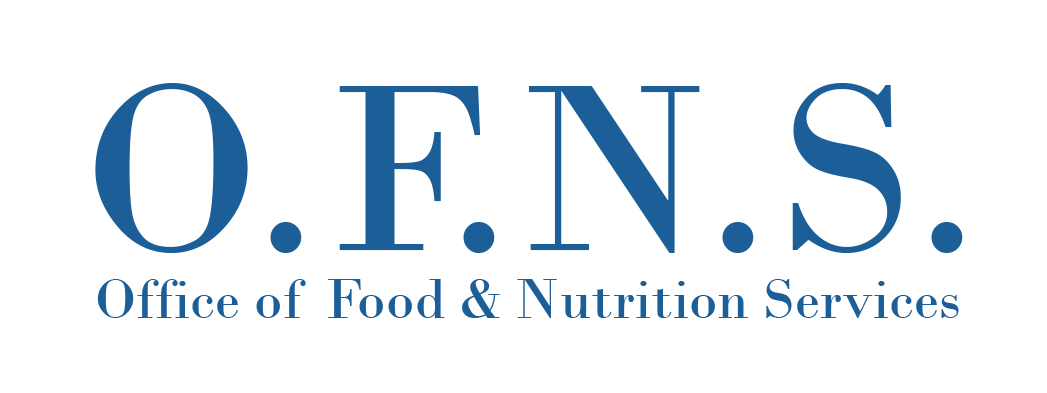 O.F.N.S.
Office of Food & Nutrition Services